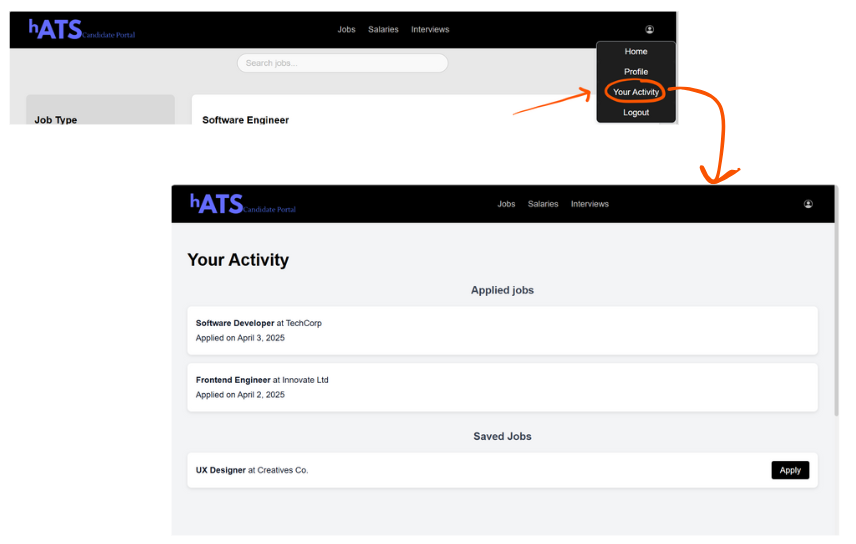 hATS Candidate Portal
Jobs Salaries Interviews
Home
Search jobs...
Profile
Your Activity
Logout
Job Type
Software Engineer
hATS Candidate Portal
Jobs Salaries Interviews
Your Activity
Applied jobs
Software Developer at TechCorp
Applied on April 3, 2025
Frontend Engineer at Innovate Ltd
Applied on April 2, 2025
Saved Jobs
UX Designer at Creatives Co.
Apply